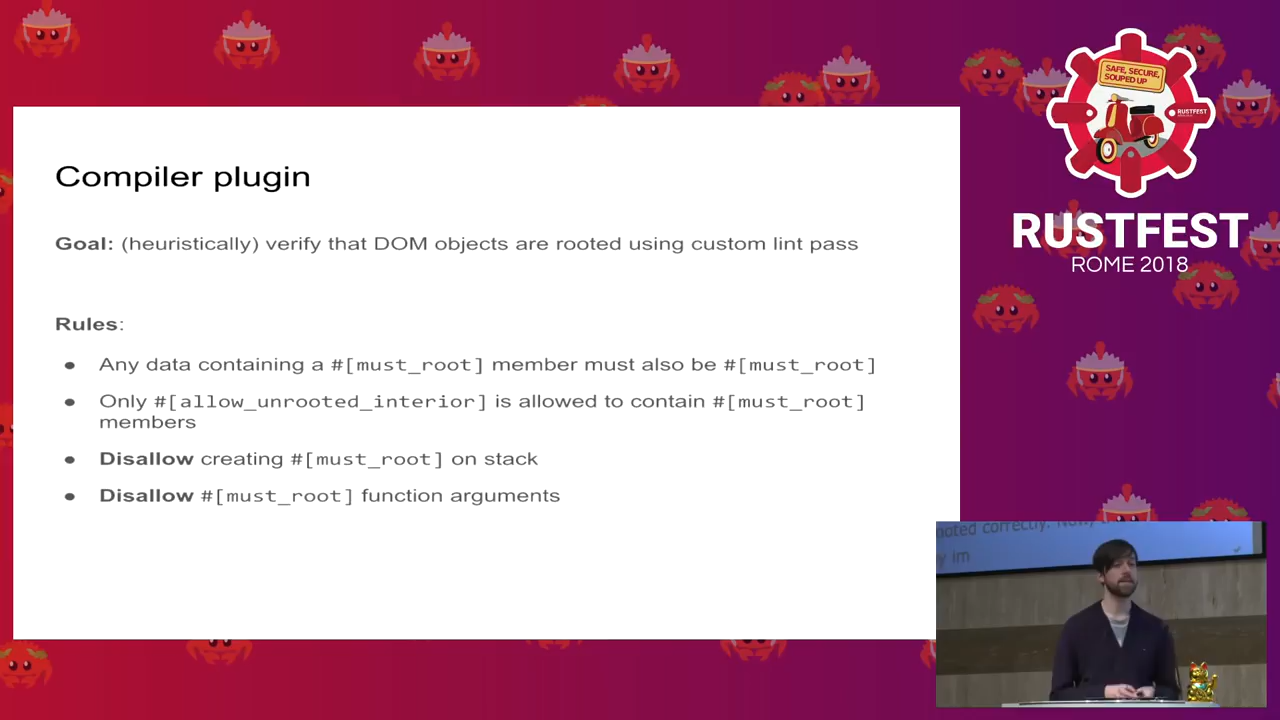 Compiler plugin
Goal: (heuristically) verify that DOM objects are rooted using custom lint pass
Rules:
● Any data containing a #[must_root] member must also be #[must_root]
● Only #[allow_unrooted_interior] is allowed to contain #[must_root]
members
● Disallow creating #[must_root] on stack
● Disallow #[must_root] function arguments
SAFE, SECURE,
SOUPED UP
RUSTFEST
RUSTFEST
ROME 2018
correctly.
im